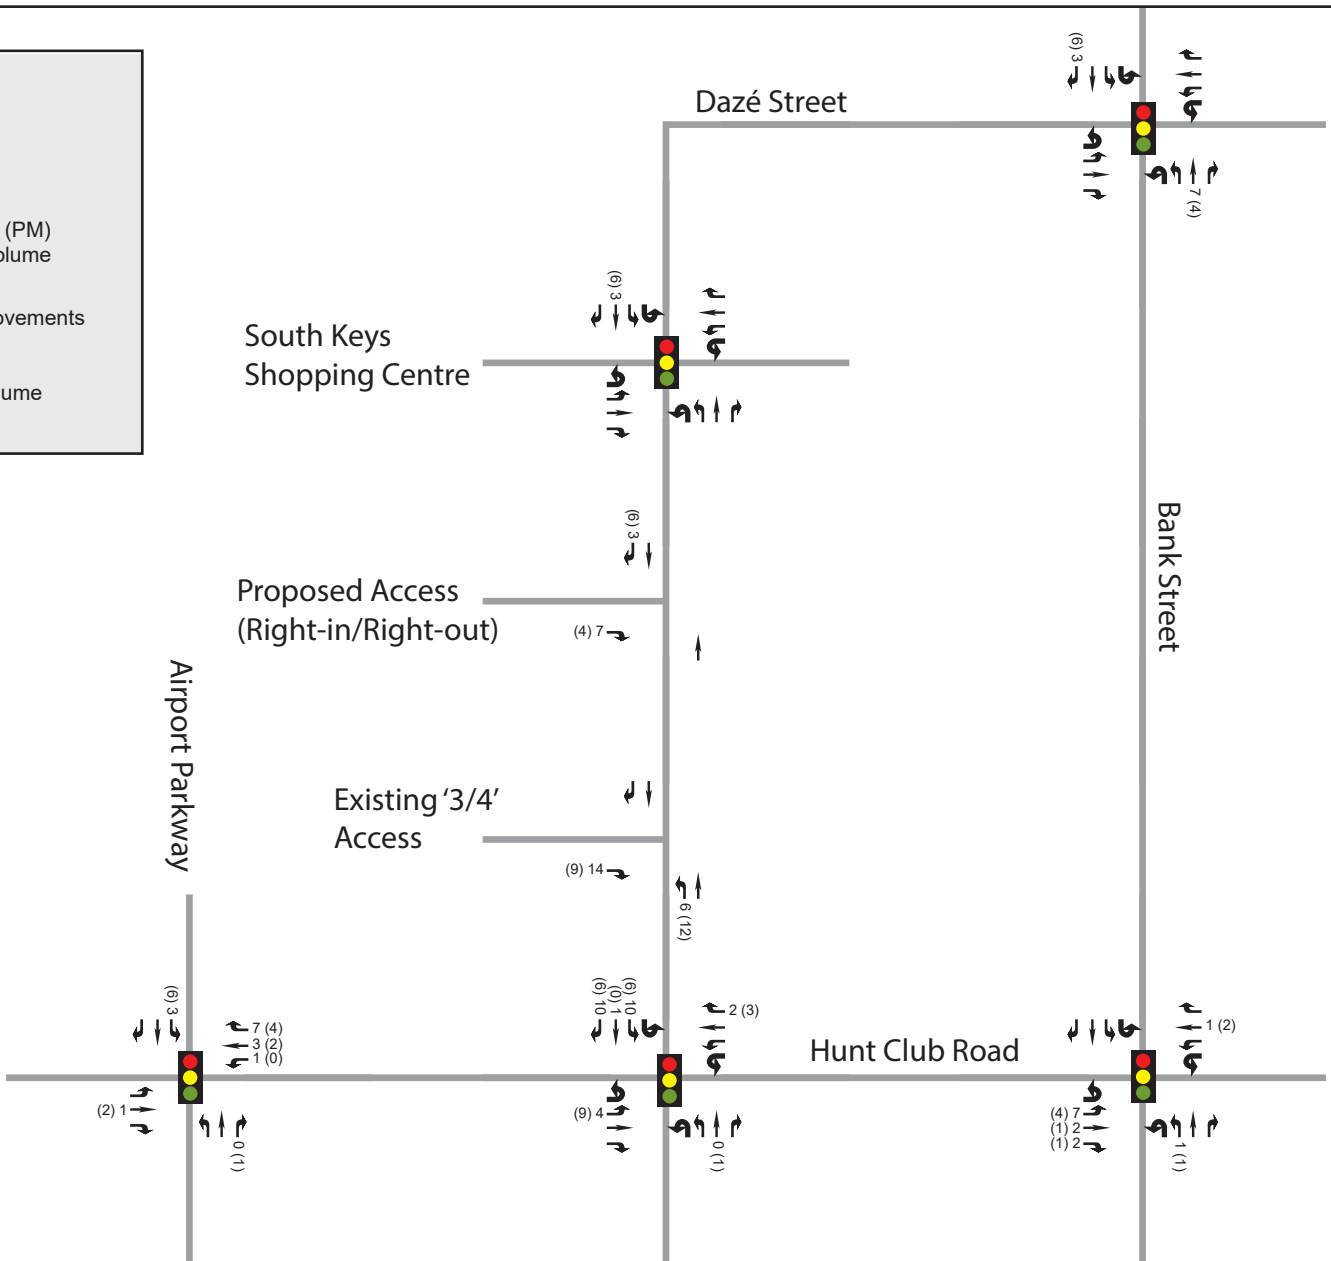 (6) 3
Dazé Street
7 (4)
(PM)
ovements
(6) 3
South Keys
Shopping Centre
(6) 3
Bank Street
Proposed Access
(Right-in/Right-out)
(4) 7
Airport Parkway
Existing ‘3/4’
Access
(9) 14
6 (12)
(6) 3
7 (4)
3 (2)
1 (0)
(2) 1
0 (1)
(6) 10
(0) 1
(6) 10
2 (3)
Hunt Club Road
(9) 4
0 (1)
1 (2)
(4) 7
(1) 2
(1) 2
1 (1)